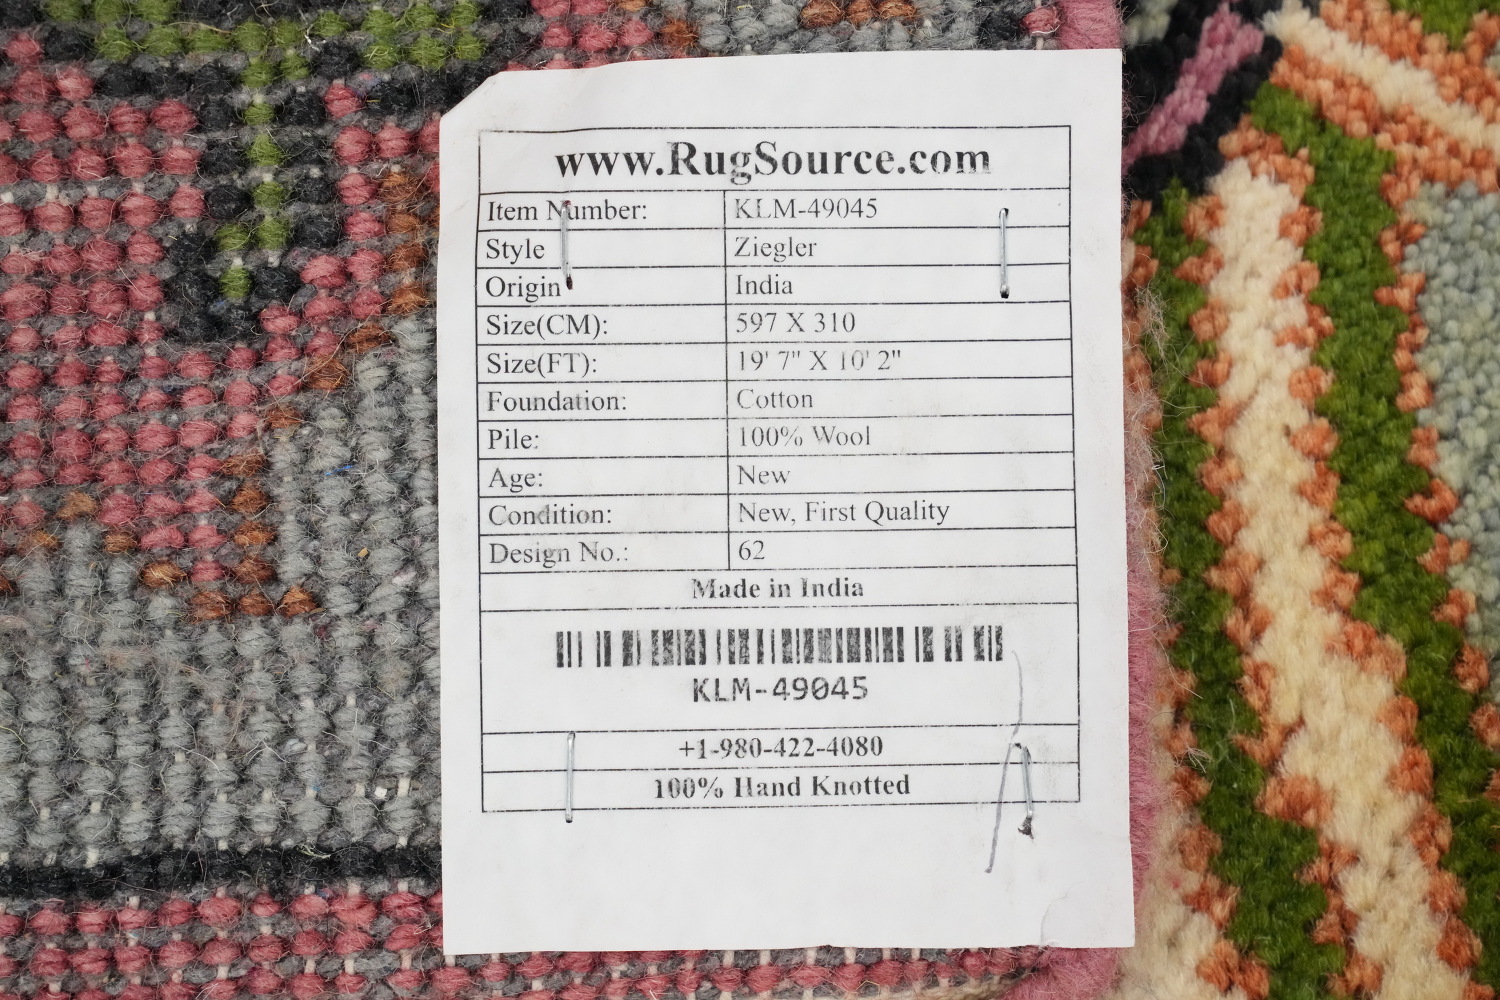 www.RugSource.com
Item Number: KLM-49045
Style Ziegler
Origin India
Size(CM): 597 X 310
Size(FT): 19' 7" X 10' 2"
Foundation: Cotton
Pile: 100% Wool
Age: New
Condition: New, First Quality
Design No.: 62
Made in India
KLM-49045
+1-980-422-4080
100% Hand Knotted